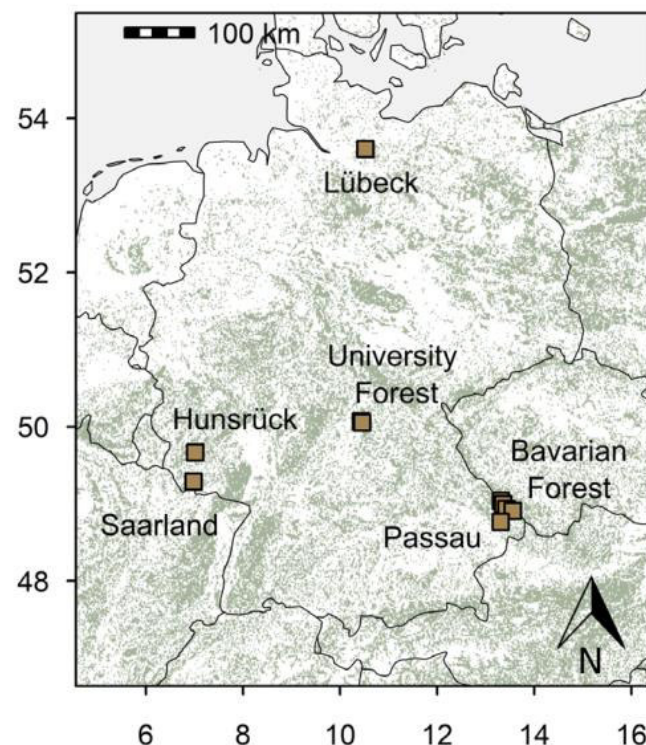 100 km
54
Lübeck
52
University
Forest
50
Hunsrück
Bavarian
Forest
Saarland
Passau
48
N
6 8 10 12 14 16